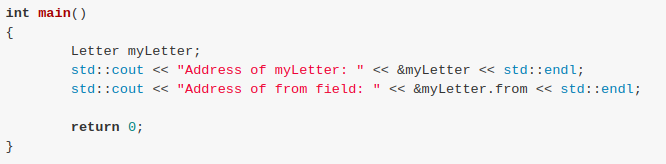 int main()
{
        Letter myLetter;
        std::cout << "Address of myLetter: " << &myLetter << std::endl;
        std::cout << "Address of from field: " << &myLetter.from << std::endl;

        return 0;
}